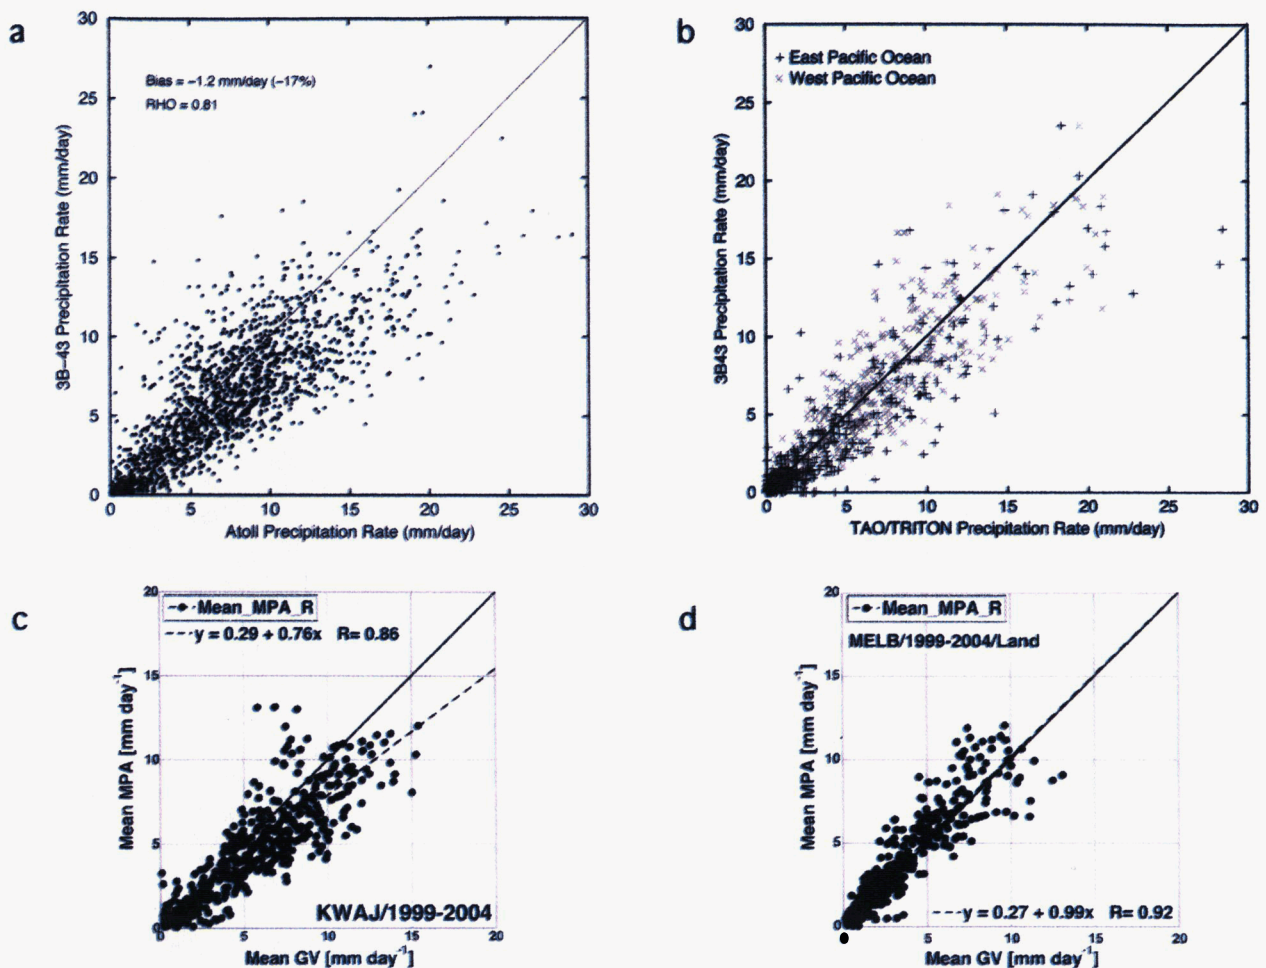 a
30
25
20
15
10
5
0
3B-43 Precipitation Rate (mm/day)
Bias = -1.2 mm/day (-17%)
RHO = 0.81
0 5 10 15 20 25 30
Atoll Precipitation Rate (mm/day)
b
30
25
20
15
10
5
0
3B43 Precipitation Rate (mm/day)
+ East Pacific Ocean
× West Pacific Ocean
0 5 10 15 20 25 30
TAO/TRITON Precipitation Rate (mm/day)
c
20
15
10
5
0
Mean MPA [mm day⁻¹]
Mean_MPA_R
y = 0.29 + 0.76x R= 0.86
KWAJ/1999-2004
0 5 10 15 20
Mean GV [mm day⁻¹]
d
20
15
10
5
0
Mean MPA [mm day⁻¹]
Mean_MPA_R
MELB/1999-2004/Land
y = 0.27 + 0.99x R= 0.92
5 10 15 20
Mean GV [mm day⁻¹]